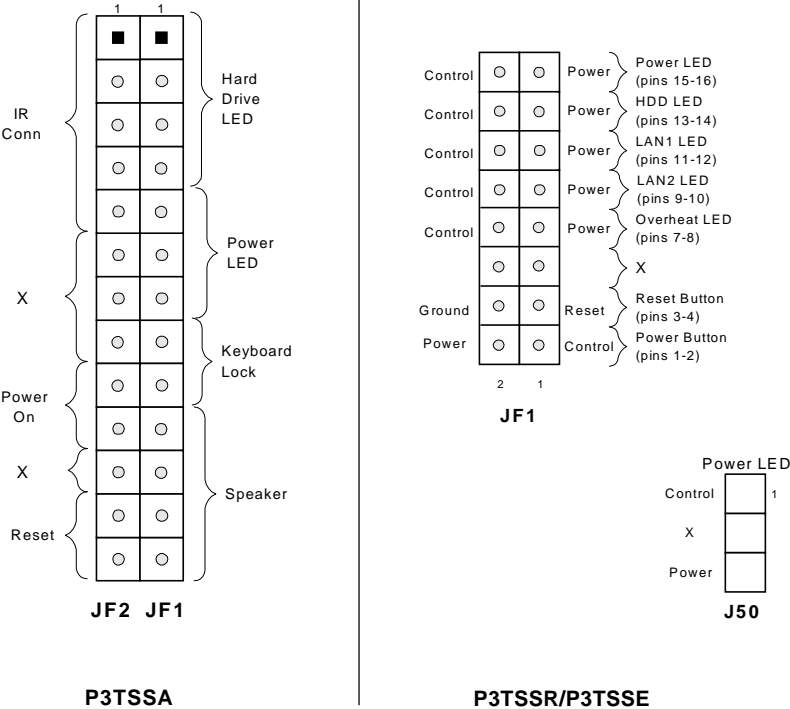 1 1
Hard
Drive
LED
IR
Conn
Power
LED
X
Keyboard
Lock
Power
On
X
Speaker
Reset
JF2 JF1
P3TSSA
Control Power Power LED
(pins 15-16)
Control Power HDD LED
(pins 13-14)
Control Power LAN1 LED
(pins 11-12)
Control Power LAN2 LED
(pins 9-10)
Control Power Overheat LED
(pins 7-8)
X
Ground Reset Reset Button
(pins 3-4)
Power Control Power Button
(pins 1-2)
2 1
JF1
Power LED
Control 1
X
Power
J50
P3TSSR/P3TSSE